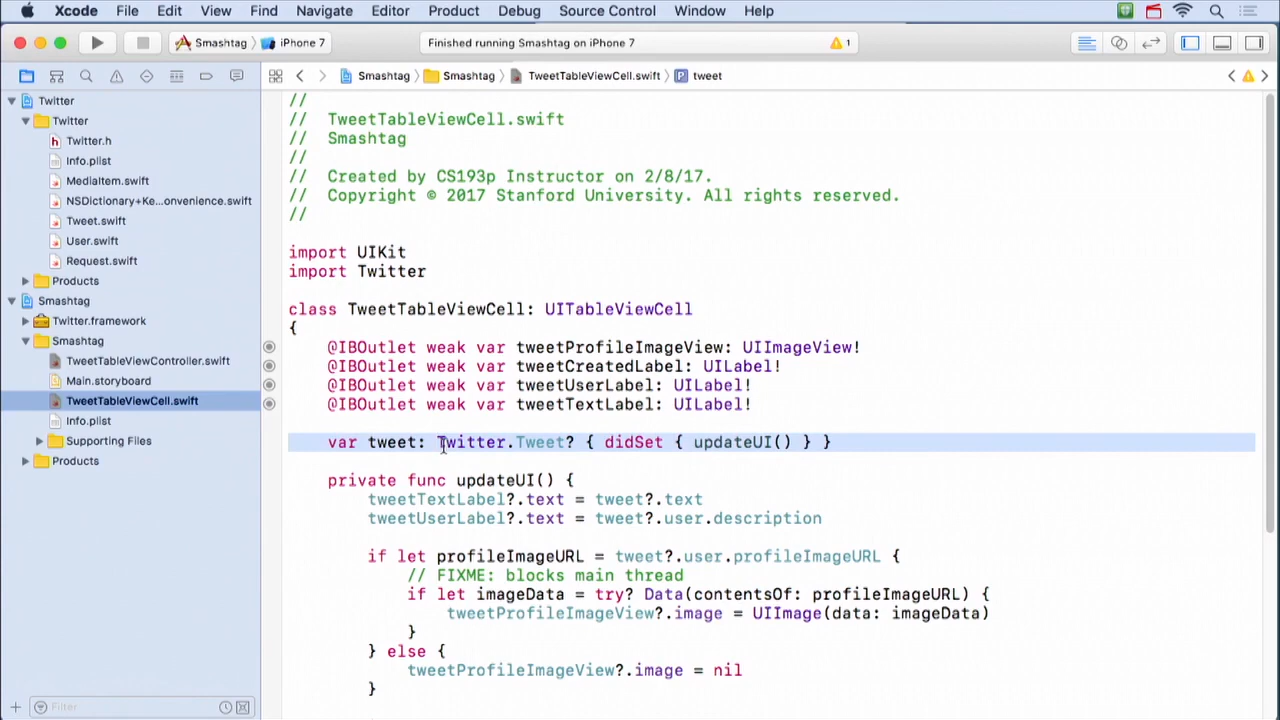 Xcode File Edit View Find Navigate Editor Product Debug Source Control Window Help
Smashtag iPhone 7 Finished running Smashtag on iPhone 7 1
Smashtag Smashtag TweetTableViewCell.swift P tweet
Twitter
Twitter
h Twitter.h
Info.plist
MediaItem.swift
NSDictionary+Ke...onvenience.swift
Tweet.swift
User.swift
Request.swift
Products
Smashtag
Twitter.framework
Smashtag
TweetTableViewController.swift
Main.storyboard
TweetTableViewCell.swift
Info.plist
Supporting Files
Products
Filter
//
// TweetTableViewCell.swift
// Smashtag
//
// Created by CS193p Instructor on 2/8/17.
// Copyright © 2017 Stanford University. All rights reserved.
//
import UIKit
import Twitter
class TweetTableViewCell: UITableViewCell
{
@IBOutlet weak var tweetProfileImageView: UIImageView!
@IBOutlet weak var tweetCreatedLabel: UILabel!
@IBOutlet weak var tweetUserLabel: UILabel!
@IBOutlet weak var tweetTextLabel: UILabel!
var tweet: Twitter.Tweet? { didSet { updateUI() } }
private func updateUI() {
tweetTextLabel?.text = tweet?.text
tweetUserLabel?.text = tweet?.user.description
if let profileImageURL = tweet?.user.profileImageURL {
// FIXME: blocks main thread
if let imageData = try? Data(contentsOf: profileImageURL) {
tweetProfileImageView?.image = UIImage(data: imageData)
}
} else {
tweetProfileImageView?.image = nil
}